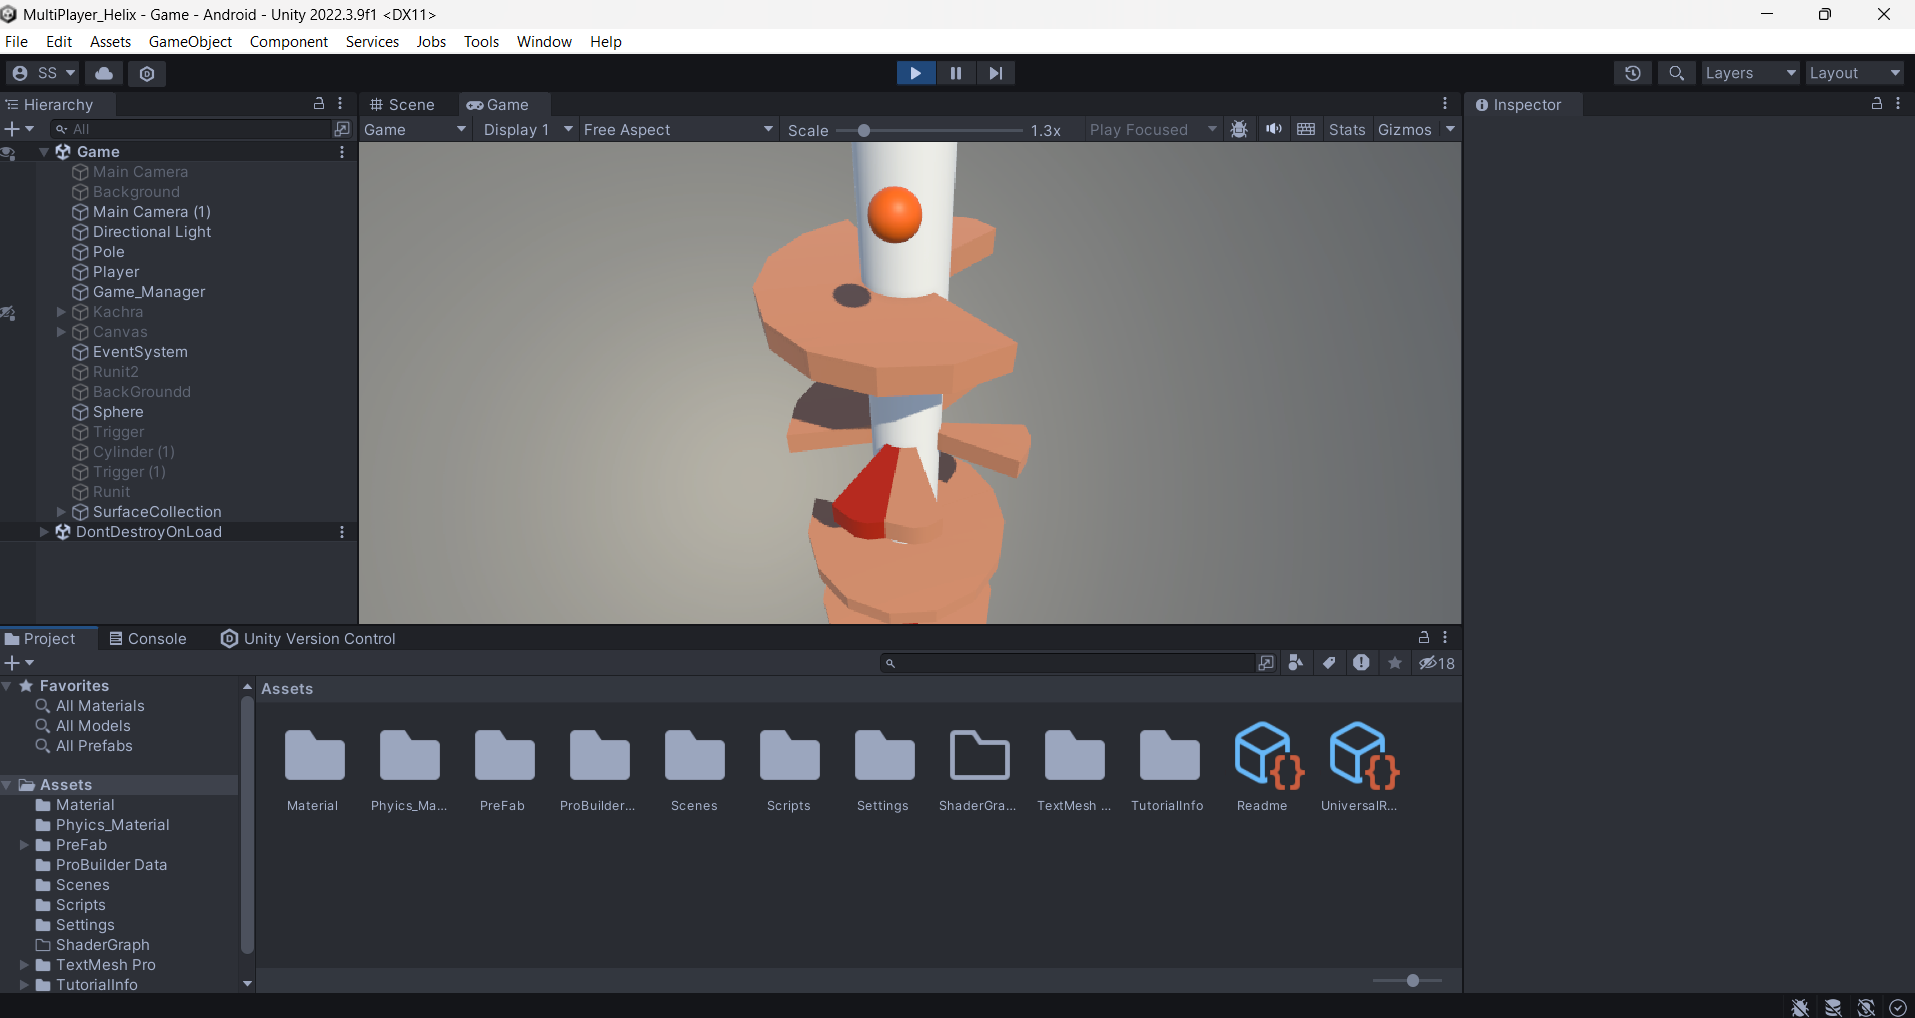 MultiPlayer_Helix - Game - Android - Unity 2022.3.9f1 <DX11>
File Edit Assets GameObject Component Services Jobs Tools Window Help
SS Layers Layout
Hierarchy
All
Game
Main Camera
Background
Main Camera (1)
Directional Light
Pole
Player
Game_Manager
Kachra
Canvas
EventSystem
Runit2
BackGroundd
Sphere
Trigger
Cylinder (1)
Trigger (1)
Runit
SurfaceCollection
DontDestroyOnLoad
Scene Game
Game Display 1 Free Aspect Scale 1.3x Play Focused Stats Gizmos
Inspector
Project Console Unity Version Control
18
Favorites
All Materials
All Models
All Prefabs
Assets
Material
Phyics_Material
PreFab
ProBuilder Data
Scenes
Scripts
Settings
ShaderGraph
TextMesh Pro
TutorialInfo
Assets
Material Phyics_Ma... PreFab ProBuilder... Scenes Scripts Settings ShaderGra... TextMesh ... TutorialInfo Readme UniversalR...